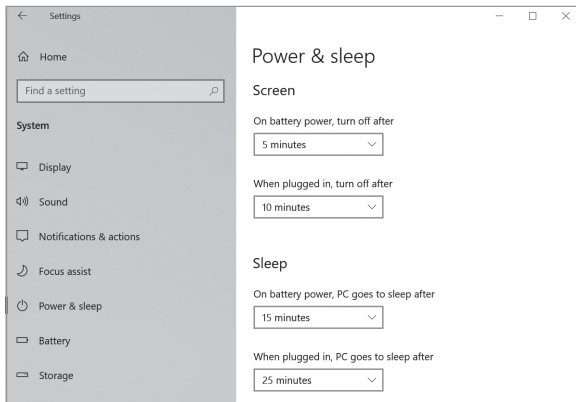 Settings
Home
Find a setting
System
Display
Sound
Notifications & actions
Focus assist
Power & sleep
Battery
Storage
Power & sleep
Screen
On battery power, turn off after
5 minutes
When plugged in, turn off after
10 minutes
Sleep
On battery power, PC goes to sleep after
15 minutes
When plugged in, PC goes to sleep after
25 minutes